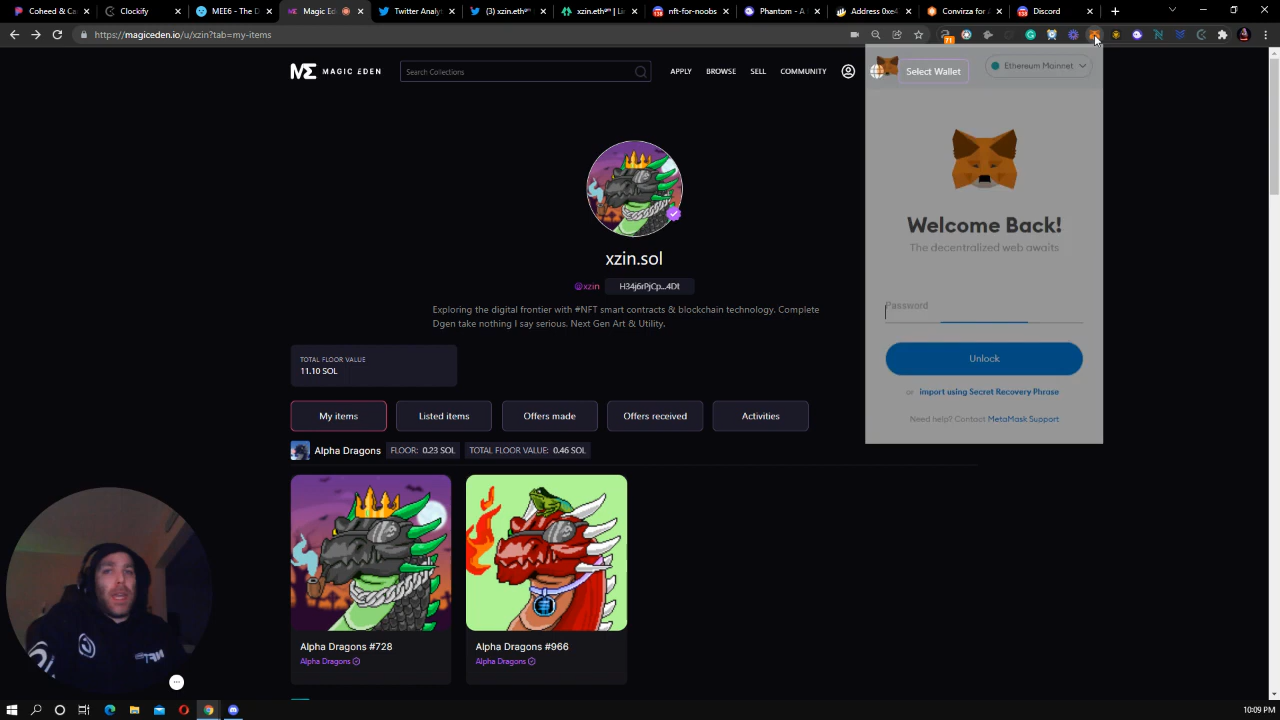 Coheed & Ca
Clockify
MEE6 - The D
Magic Ed
Twitter Analyt
(3) xzin.eth
xzin.eth | Li
nft-for-noobs
Phantom - A
Address 0xe4
Convirza for A
Discord
https://magiceden.io/u/xzin?tab=my-items
71
MAGIC EDEN
Search Collections
APPLY
BROWSE
SELL
COMMUNITY
Select Wallet
Ethereum Mainnet
Welcome Back!
The decentralized web awaits
Password
Unlock
or import using Secret Recovery Phrase
Need help? Contact MetaMask Support
xzin.sol
@xzin
H34j6rPjCp...4Dt
Exploring the digital frontier with #NFT smart contracts & blockchain technology. Complete
Dgen take nothing I say serious. Next Gen Art & Utility.
TOTAL FLOOR VALUE
11.10 SOL
My items
Listed items
Offers made
Offers received
Activities
Alpha Dragons
FLOOR: 0.23 SOL
TOTAL FLOOR VALUE: 0.46 SOL
Alpha Dragons #728
Alpha Dragons
Alpha Dragons #966
Alpha Dragons
10:09 PM